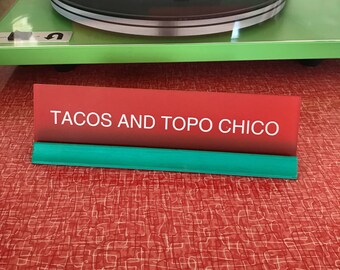 TACOS AND TOPO CHICO